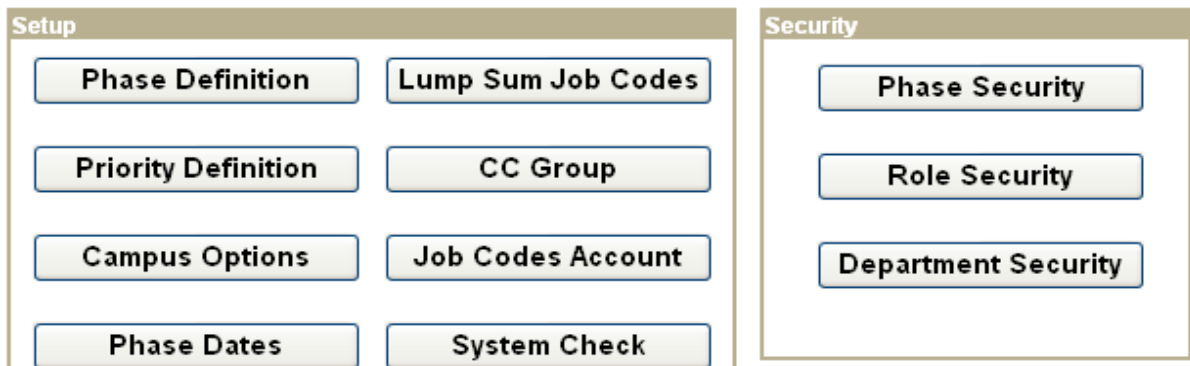 Setup
Phase Definition
Lump Sum Job Codes
Priority Definition
CC Group
Campus Options
Job Codes Account
Phase Dates
System Check
Security
Phase Security
Role Security
Department Security